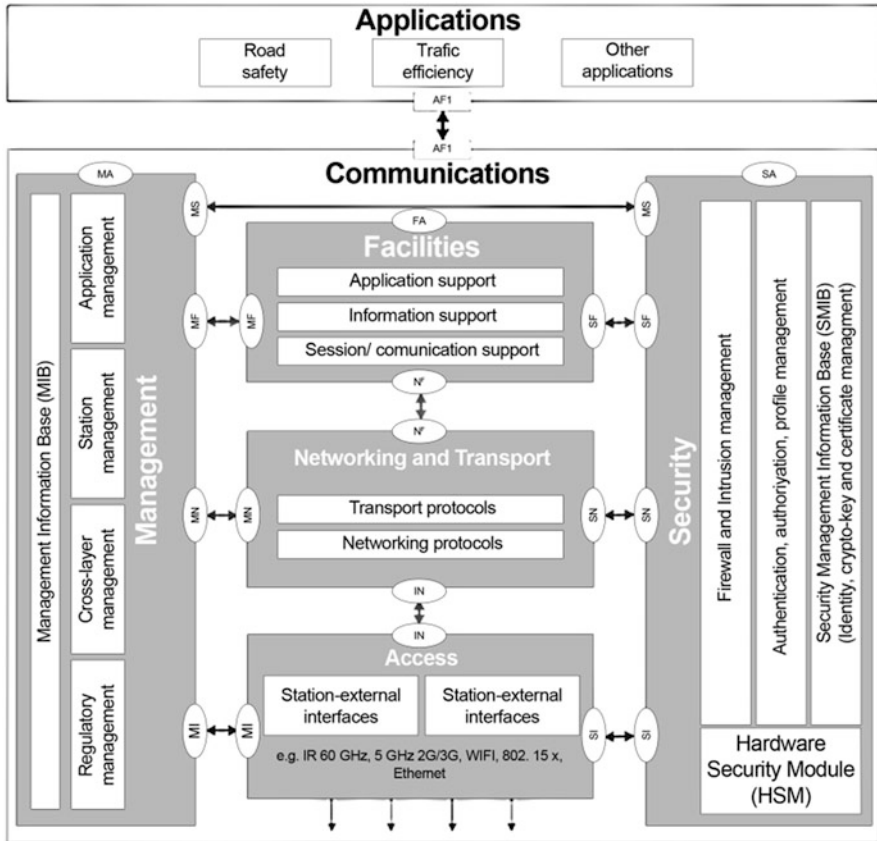 Applications
Road
safety
Trafic
efficiency
Other
applications
AF1
AF1
Communications
MA
SA
MS
MS
FA
Facilities
Application support
Information support
Session/ comunication support
MF
MF
SF
SF
NF
NF
Networking and Transport
Transport protocols
Networking protocols
MN
MN
SN
SN
IN
IN
Access
Station-external
interfaces
Station-external
interfaces
e.g. IR 60 GHz, 5 GHz 2G/3G, WIFI, 802. 15 x,
Ethernet
MI
MI
SI
SI
Management Information Base (MIB)
Application
management
Station
management
Cross-layer
management
Regulatory
management
Management
Security
Firewall and Intrusion management
Authentication, authoriyation, profile management
Security Management Information Base (SMIB)
(Identity, crypto-key and certificate managment)
Hardware
Security Module
(HSM)